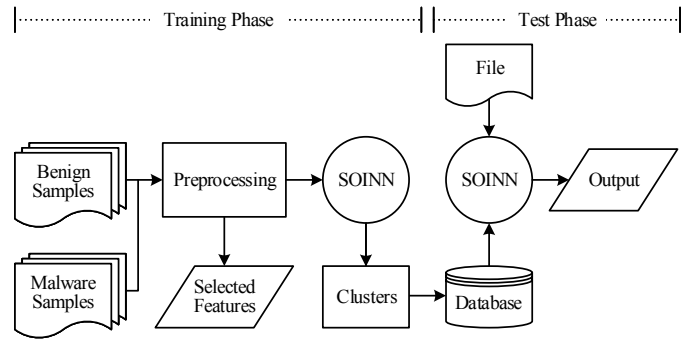 Training Phase
Test Phase
File
Benign
Samples
Preprocessing
SOINN
SOINN
Output
Malware
Samples
Selected
Features
Clusters
Database